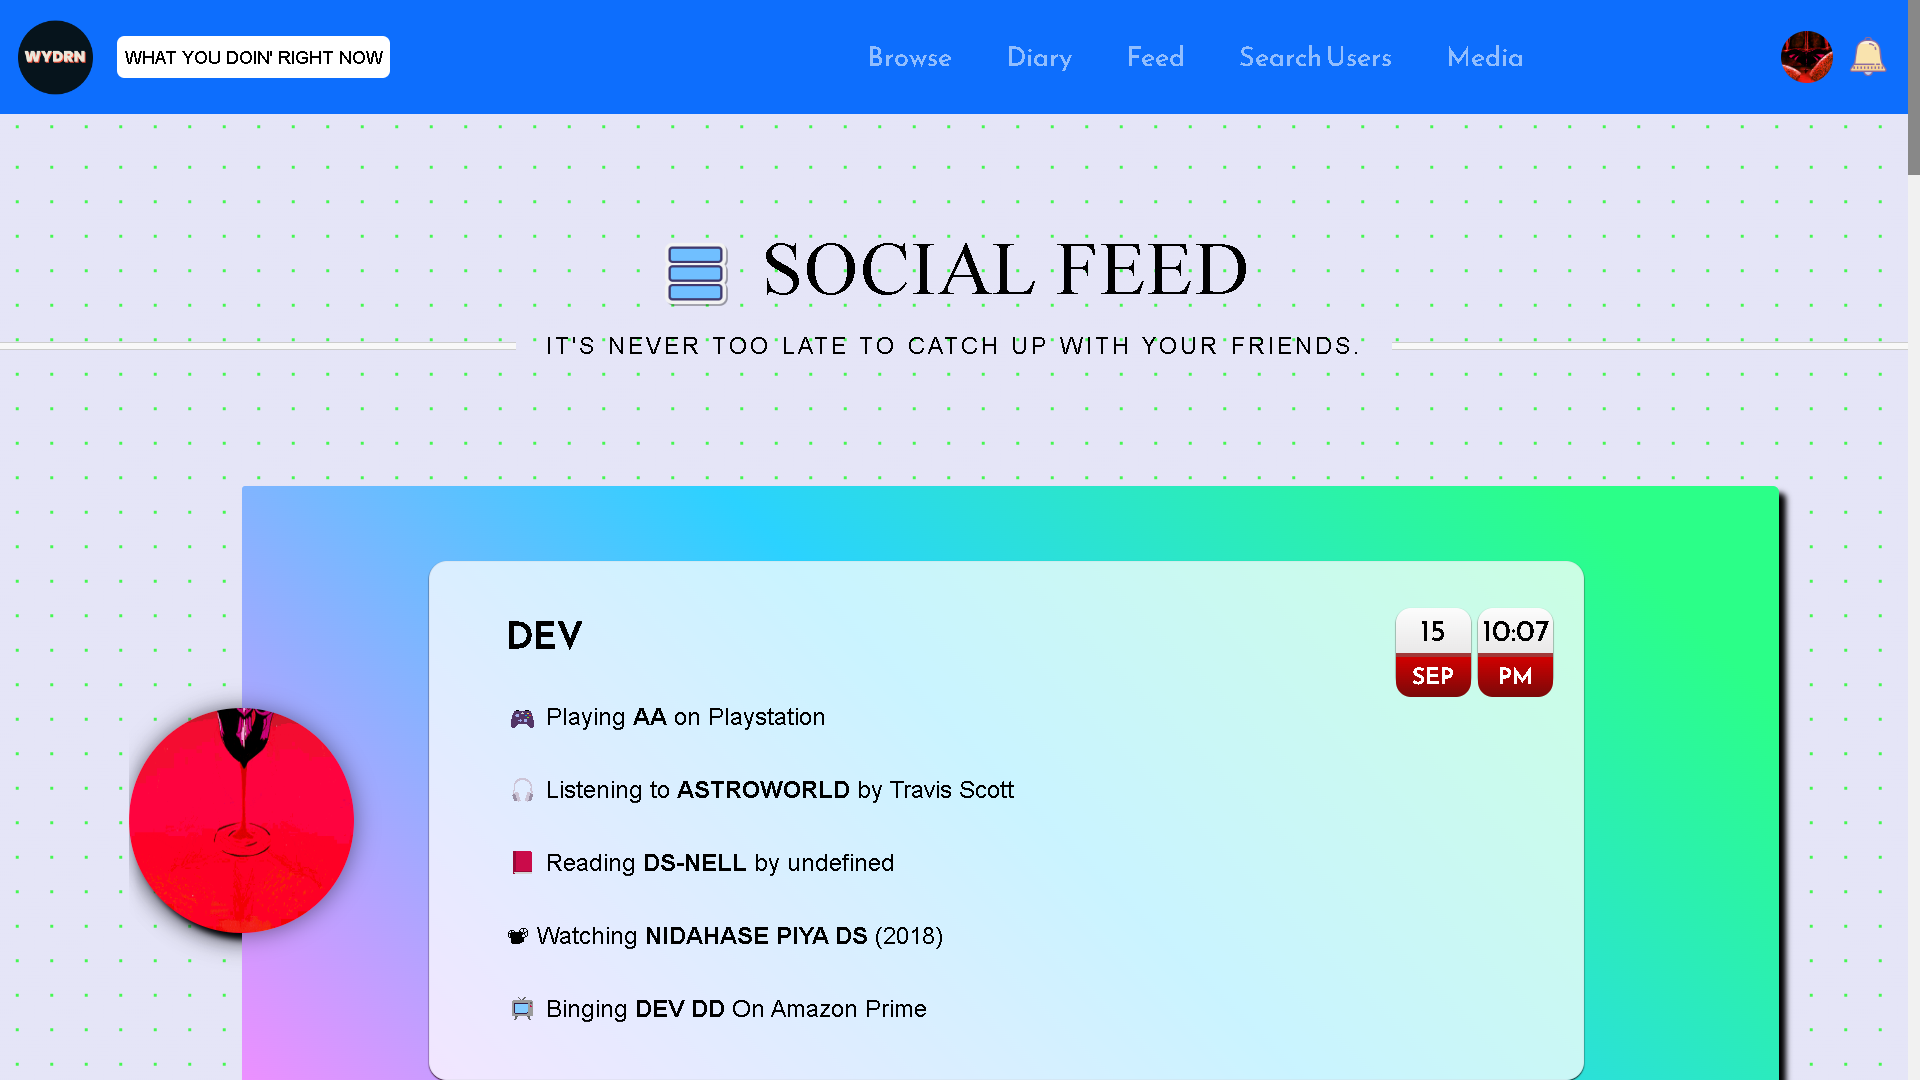 WYDRN
WHAT YOU DOIN' RIGHT NOW
Browse
Diary
Feed
Search Users
Media
SOCIAL FEED
IT'S NEVER TOO LATE TO CATCH UP WITH YOUR FRIENDS.
DEV
15
SEP
10:07
PM
Playing AA on Playstation
Listening to ASTROWORLD by Travis Scott
Reading DS-NELL by undefined
Watching NIDAHASE PIYA DS (2018)
Binging DEV DD On Amazon Prime